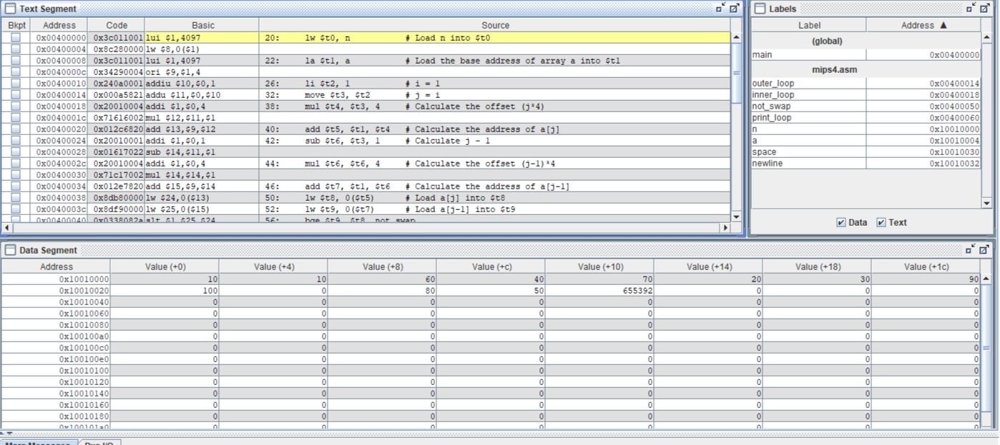 Text Segment
Bkpt Address Code Basic Source
0x00400000 0x3c011001 lui $1,4097 20: lw $t0, n # Load n into $t0
0x00400004 0x8c280000 lw $8,0($1)
0x00400008 0x3c011001 lui $1,4097 22: la $t1, a # Load the base address of array a into $t1
0x0040000c 0x34290004 ori $9,$1,4
0x00400010 0x240a0001 addiu $10,$0,1 26: li $t2, 1 # i = 1
0x00400014 0x000a5821 addu $11,$0,$10 32: move $t3, $t2 # j = i
0x00400018 0x20010004 addi $1,$0,4 38: mul $t4, $t3, 4 # Calculate the offset (j*4)
0x0040001c 0x71616002 mul $12,$11,$1
0x00400020 0x012c6820 add $13,$9,$12 40: add $t5, $t1, $t4 # Calculate the address of a[j]
0x00400024 0x20010001 addi $1,$0,1 42: sub $t6, $t3, 1 # Calculate j - 1
0x00400028 0x01617022 sub $14,$11,$1
0x0040002c 0x20010004 addi $1,$0,4 44: mul $t6, $t6, 4 # Calculate the offset (j-1)*4
0x00400030 0x71c17002 mul $14,$14,$1
0x00400034 0x012e7820 add $15,$9,$14 46: add $t7, $t1, $t6 # Calculate the address of a[j-1]
0x00400038 0x8db80000 lw $24,0($13) 50: lw $t8, 0($t5) # Load a[j] into $t8
0x0040003c 0x8df90000 lw $25,0($15) 52: lw $t9, 0($t7) # Load a[j-1] into $t9
0x00400040 0x0338082a slt $1,$25,$24 56: bge $t9, $t8, not_swap
Labels
Label Address ▲
(global)
main 0x00400000
mips4.asm
outer_loop 0x00400014
inner_loop 0x00400018
not_swap 0x00400050
print_loop 0x00400060
n 0x10010000
a 0x10010004
space 0x10010030
newline 0x10010032
Data Text
Data Segment
Address Value (+0) Value (+4) Value (+8) Value (+c) Value (+10) Value (+14) Value (+18) Value (+1c)
0x10010000 10 10 60 40 70 20 30 90
0x10010020 100 0 80 50 655392 0 0 0
0x10010040 0 0 0 0 0 0 0 0
0x10010060 0 0 0 0 0 0 0 0
0x10010080 0 0 0 0 0 0 0 0
0x100100a0 0 0 0 0 0 0 0 0
0x100100c0 0 0 0 0 0 0 0 0
0x100100e0 0 0 0 0 0 0 0 0
0x10010100 0 0 0 0 0 0 0 0
0x10010120 0 0 0 0 0 0 0 0
0x10010140 0 0 0 0 0 0 0 0
0x10010160 0 0 0 0 0 0 0 0
0x10010180 0 0 0 0 0 0 0 0
0x100101a0 0 0 0 0 0 0 0 0
Mars Messages Run I/O